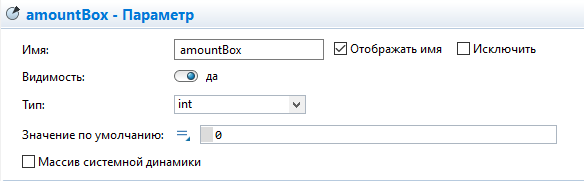 amountBox - Параметр
Имя: amountBox Отображать имя Исключить
Видимость: да
Тип: int
Значение по умолчанию: 0
Массив системной динамики